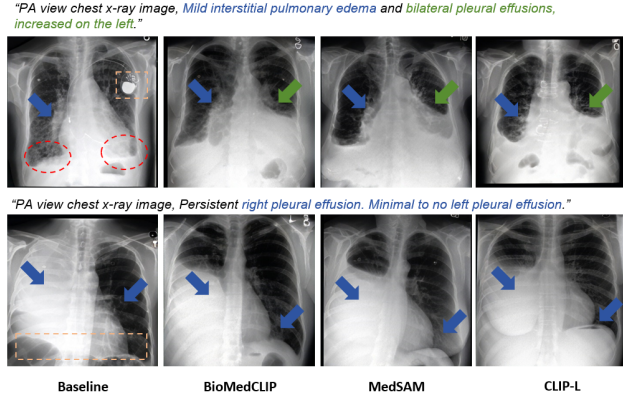 "PA view chest x-ray image, Mild interstitial pulmonary edema and bilateral pleural effusions,
increased on the left."
"PA view chest x-ray image, Persistent right pleural effusion. Minimal to no left pleural effusion."
Baseline BioMedCLIP MedSAM CLIP-L